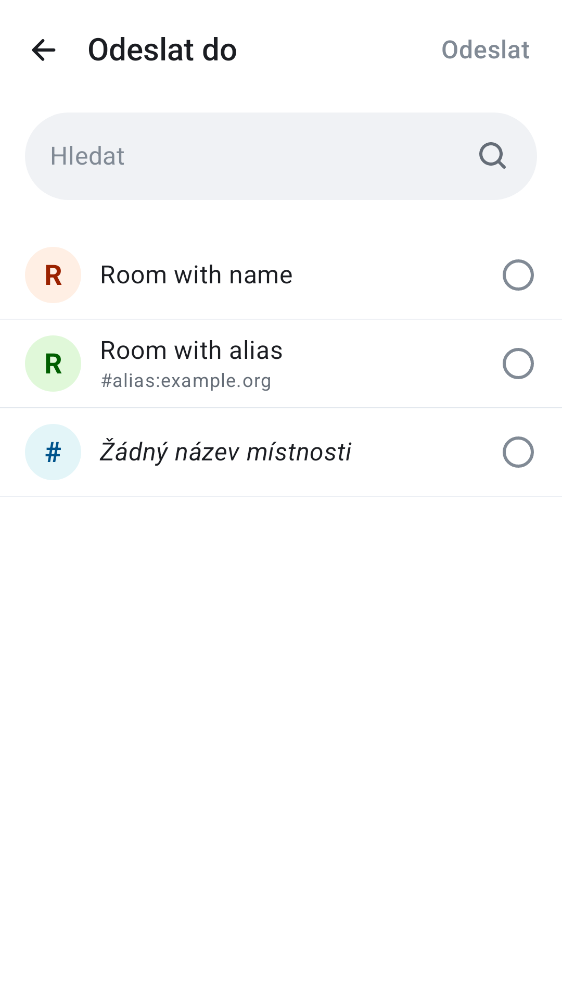 Odeslat do
Odeslat
Hledat
R
Room with name
R
Room with alias
#alias:example.org
#
Žádný název místnosti